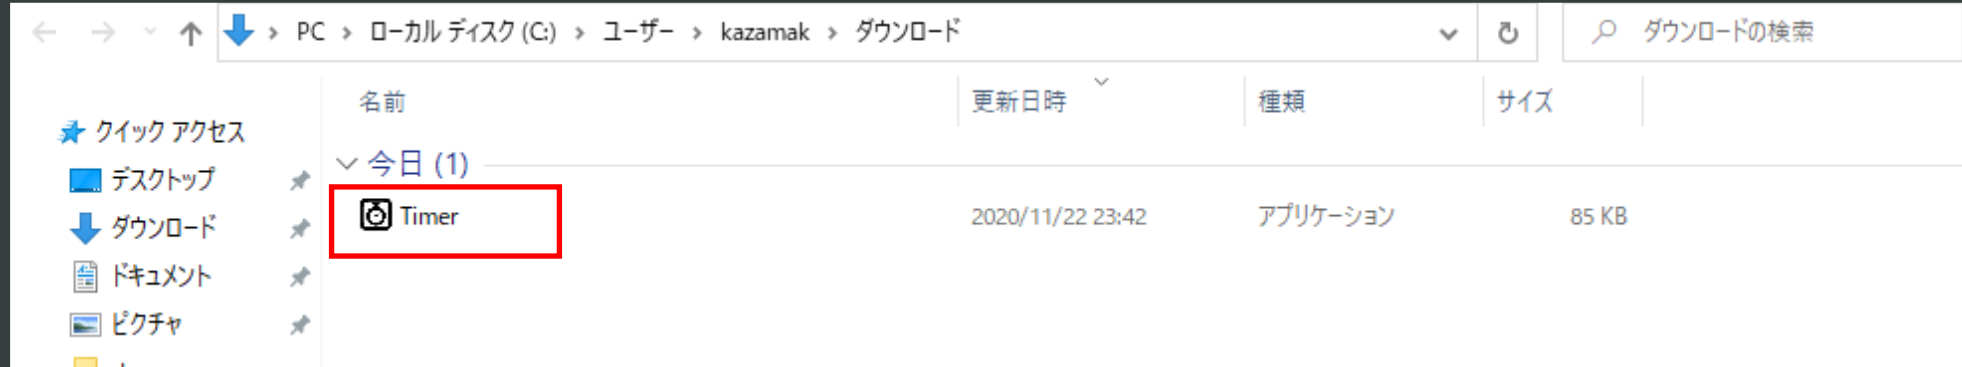 PC › ローカル ディスク (C:) › ユーザー › kazamak › ダウンロード
ダウンロードの検索
名前 更新日時 種類 サイズ
クイック アクセス
デスクトップ
ダウンロード
ドキュメント
ピクチャ
今日 (1)
Timer 2020/11/22 23:42 アプリケーション 85 KB